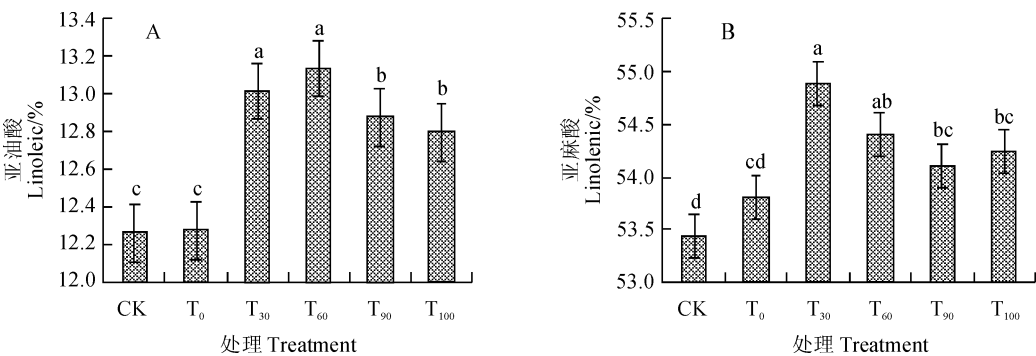 A
亚油酸
Linoleic/%
13.4
13.2
13.0
12.8
12.6
12.4
12.2
12.0
c
c
a
a
b
b
CK
T₀
T₃₀
T₆₀
T₉₀
T₁₀₀
处理 Treatment
B
亚麻酸
Linolenic/%
55.5
55.0
54.5
54.0
53.5
53.0
d
cd
a
ab
bc
bc
CK
T₀
T₃₀
T₆₀
T₉₀
T₁₀₀
处理 Treatment